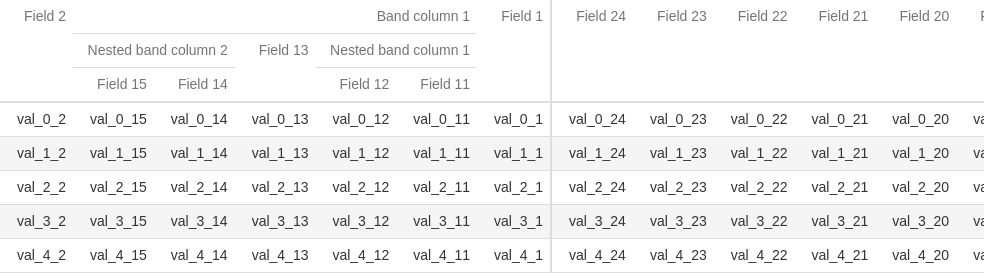 Field 2 Band column 1 Field 1 Field 24 Field 23 Field 22 Field 21 Field 20
Nested band column 2 Field 13 Nested band column 1
Field 15 Field 14 Field 12 Field 11
val_0_2 val_0_15 val_0_14 val_0_13 val_0_12 val_0_11 val_0_1 val_0_24 val_0_23 val_0_22 val_0_21 val_0_20
val_1_2 val_1_15 val_1_14 val_1_13 val_1_12 val_1_11 val_1_1 val_1_24 val_1_23 val_1_22 val_1_21 val_1_20
val_2_2 val_2_15 val_2_14 val_2_13 val_2_12 val_2_11 val_2_1 val_2_24 val_2_23 val_2_22 val_2_21 val_2_20
val_3_2 val_3_15 val_3_14 val_3_13 val_3_12 val_3_11 val_3_1 val_3_24 val_3_23 val_3_22 val_3_21 val_3_20
val_4_2 val_4_15 val_4_14 val_4_13 val_4_12 val_4_11 val_4_1 val_4_24 val_4_23 val_4_22 val_4_21 val_4_20